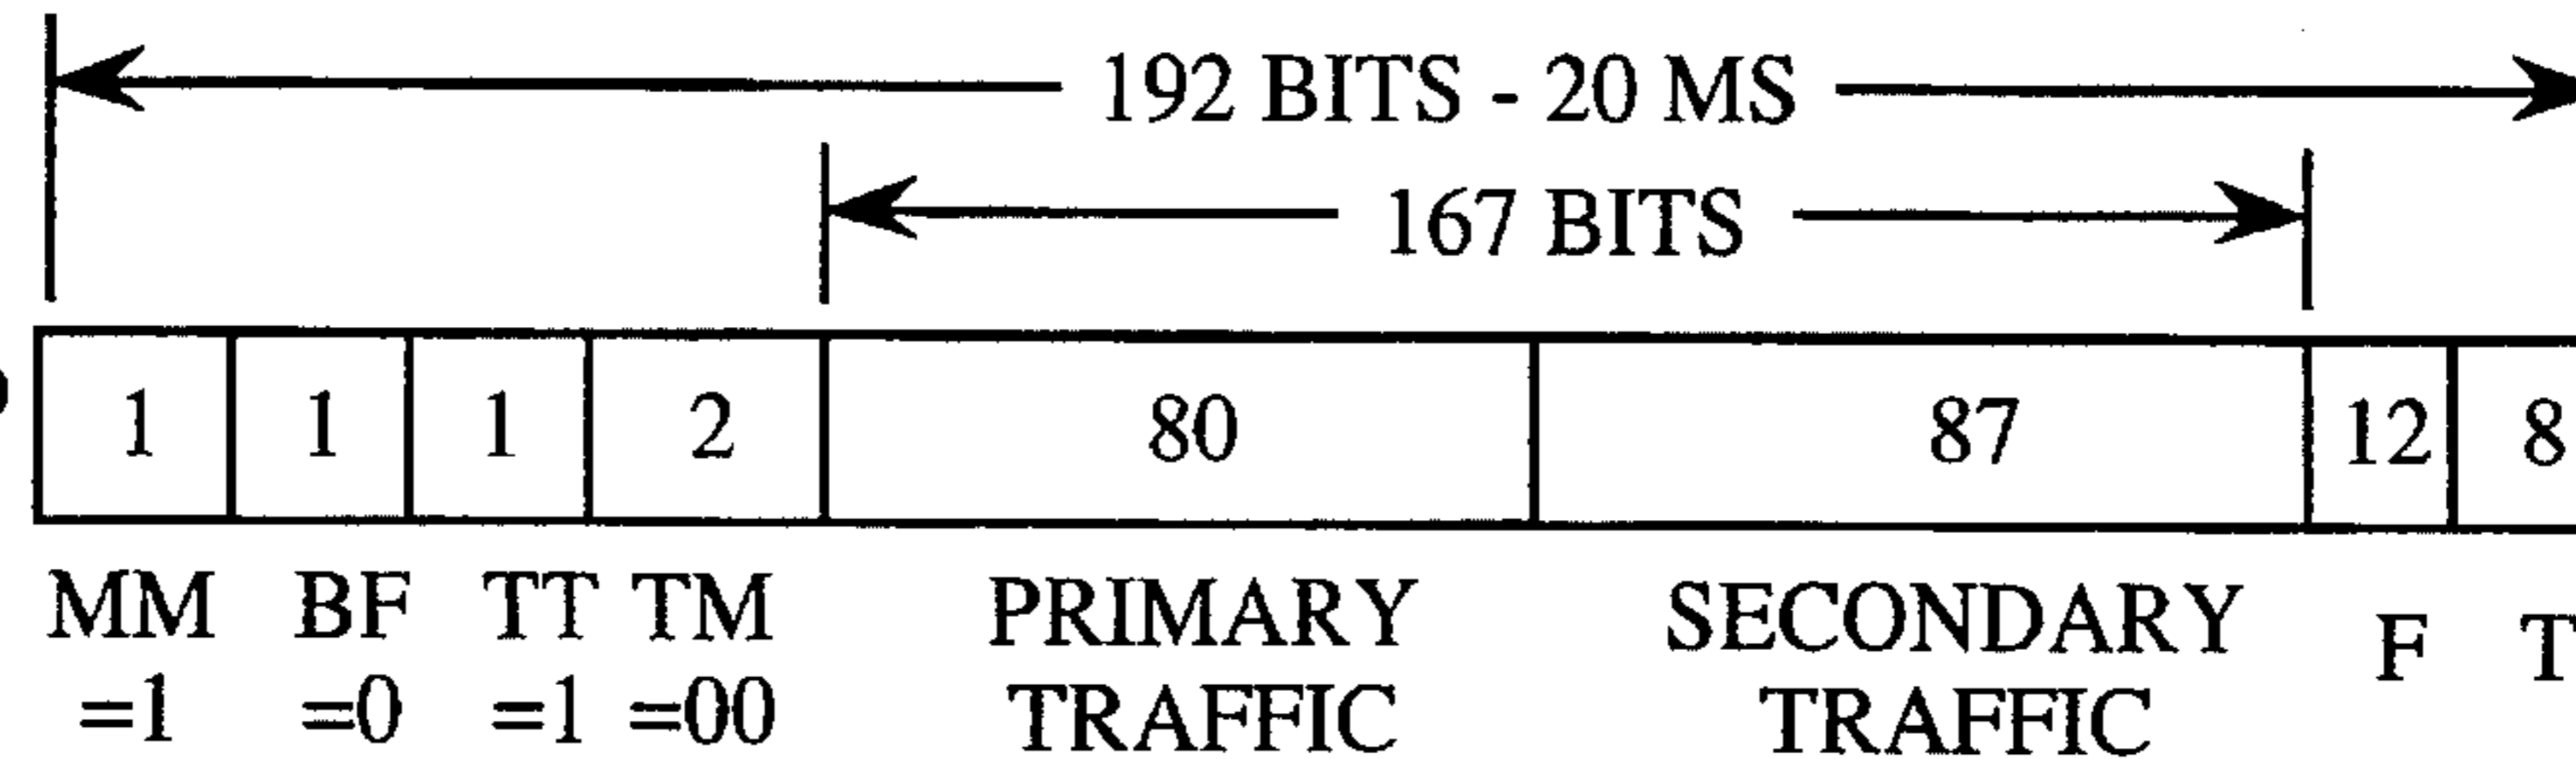 192 BITS - 20 MS
167 BITS
1 1 1 2 80 87 12 8
MM BF TT TM PRIMARY SECONDARY F T
=1 =0 =1 =00 TRAFFIC TRAFFIC